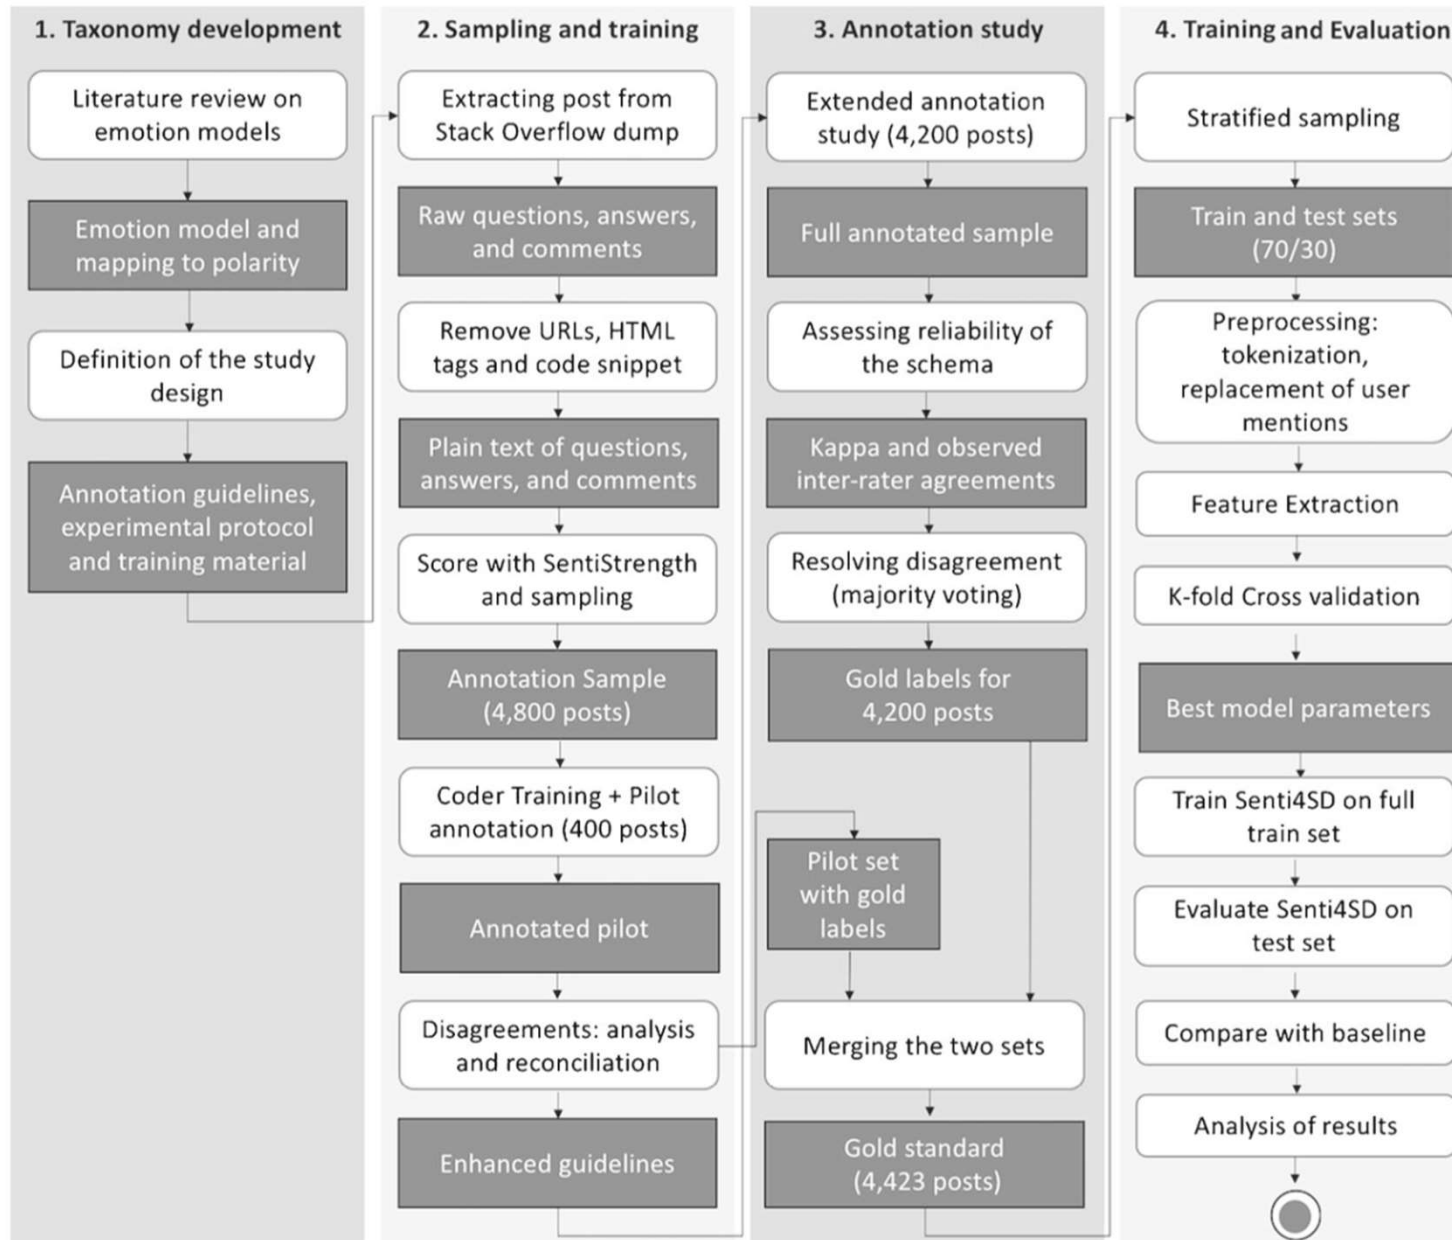 1. Taxonomy development
Literature review on
emotion models
Emotion model and
mapping to polarity
Definition of the study
design
Annotation guidelines,
experimental protocol
and training material
2. Sampling and training
Extracting post from
Stack Overflow dump
Raw questions, answers,
and comments
Remove URLs, HTML
tags and code snippet
Plain text of questions,
answers, and comments
Score with SentiStrength
and sampling
Annotation Sample
(4,800 posts)
Coder Training + Pilot
annotation (400 posts)
Annotated pilot
Disagreements: analysis
and reconciliation
Enhanced guidelines
3. Annotation study
Extended annotation
study (4,200 posts)
Full annotated sample
Assessing reliability of
the schema
Kappa and observed
inter-rater agreements
Resolving disagreement
(majority voting)
Gold labels for
4,200 posts
Pilot set
with gold
labels
Merging the two sets
Gold standard
(4,423 posts)
4. Training and Evaluation
Stratified sampling
Train and test sets
(70/30)
Preprocessing:
tokenization,
replacement of user
mentions
Feature Extraction
K-fold Cross validation
Best model parameters
Train Senti4SD on full
train set
Evaluate Senti4SD on
test set
Compare with baseline
Analysis of results